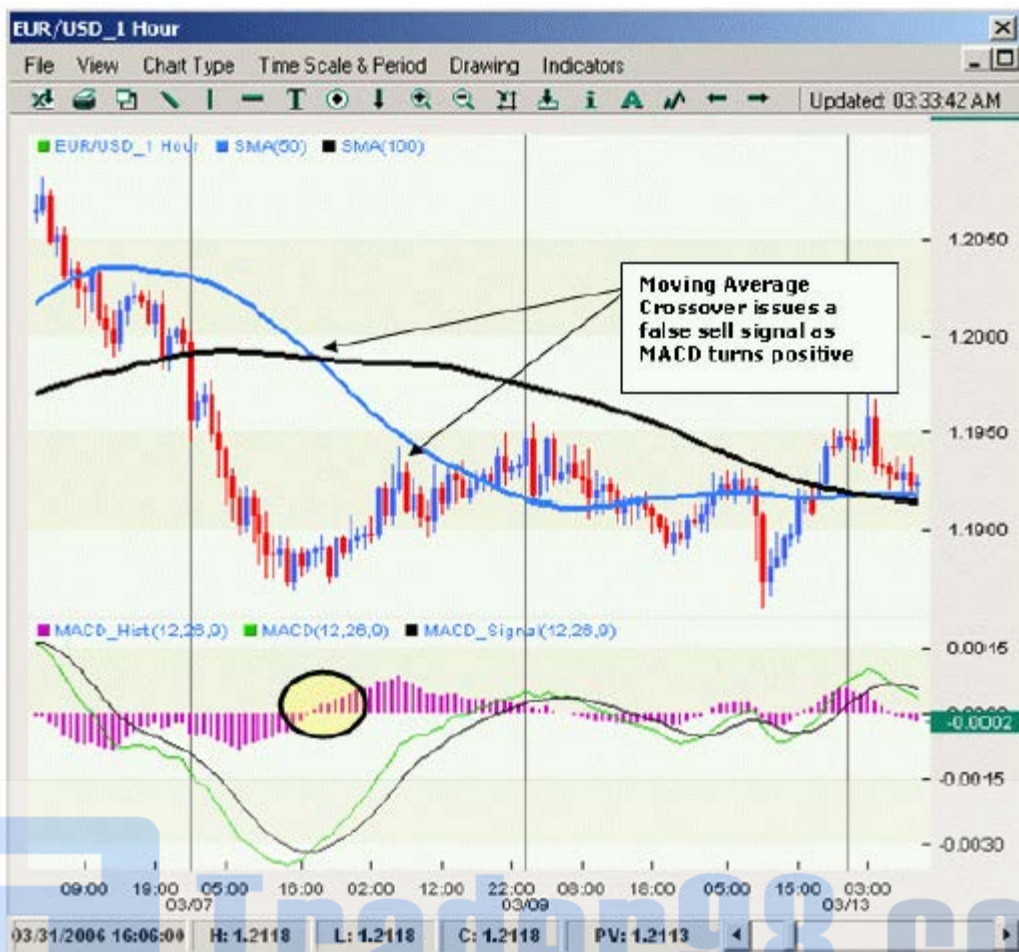 EUR/USD_1 Hour
File View Chart Type Time Scale & Period Drawing Indicators
Updated: 03:33:42 AM
EUR/USD_1 Hour SMA(50) SMA(100)
1.2050
Moving Average
Crossover issues a
false sell signal as
MACD turns positive
1.2000
1.1950
1.1900
MACD_Hist(12,26,9) MACD(12,26,9) MACD_Signal(12,26,9)
0.0015
-0.0002
-0.0015
-0.0030
09:00 05:00 16:00 02:00 12:00 22:00 08:00 18:00 05:00 15:00 03:00
03/07 03/09 03/13
03/31/2006 16:06:00 H: 1.2118 L: 1.2118 C: 1.2118 PV: 1.2113